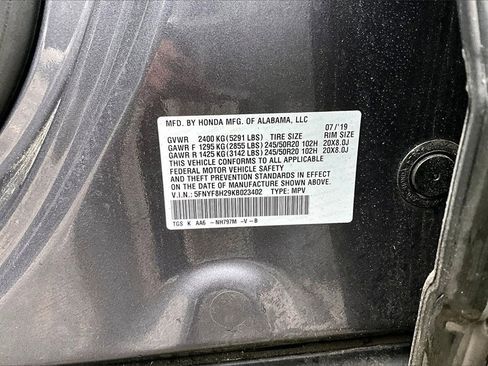 MFD. BY HONDA MFG. OF ALABAMA, LLC 07/'19
GVWR 2400 KG(5291 LBS) TIRE SIZE RIM SIZE
GAWR F 1295 KG(2855 LBS) 245/50R20 102H 20X8.0J
GAWR R 1425 KG(3142 LBS) 245/50R20 102H 20X8.0J
THIS VEHICLE CONFORMS TO ALL APPLICABLE
FEDERAL MOTOR VEHICLE SAFETY
AND THEFT PREVENTION STANDARDS IN EFFECT
ON THE DATE OF MANUFACTURE SHOWN ABOVE.
V.I.N.: 5FNYF8H29KB023402 TYPE: MPV
TGS K AA6 -NH797M -V -B